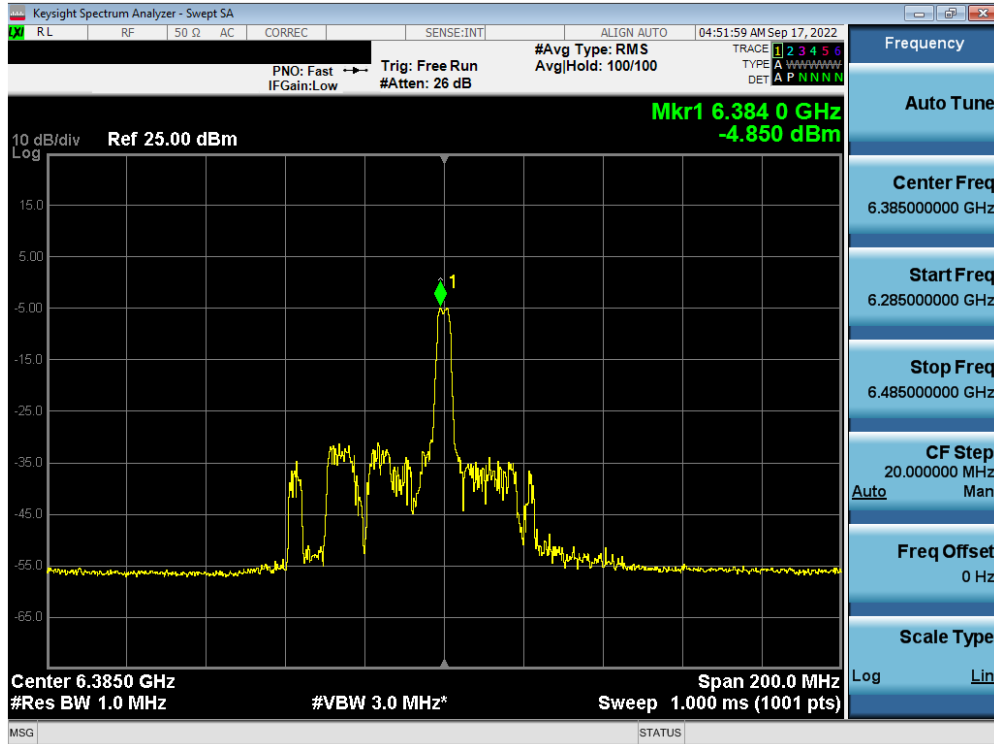 Keysight Spectrum Analyzer - Swept SA
LXI RL RF 50 Ω AC CORREC SENSE:INT ALIGN AUTO 04:51:59 AM Sep 17, 2022
PNO: Fast Trig: Free Run #Avg Type: RMS TRACE 1 2 3 4 5 6
IFGain:Low #Atten: 26 dB Avg|Hold: 100/100 TYPE A WWWWW
DET A P N N N N
Mkr1 6.384 0 GHz
-4.850 dBm
10 dB/div Ref 25.00 dBm
Log
15.0
5.00
1
-5.00
-15.0
-25.0
-35.0
-45.0
-55.0
-65.0
Center 6.3850 GHz Span 200.0 MHz
#Res BW 1.0 MHz #VBW 3.0 MHz* Sweep 1.000 ms (1001 pts)
MSG STATUS
Frequency
Auto Tune
Center Freq
6.385000000 GHz
Start Freq
6.285000000 GHz
Stop Freq
6.485000000 GHz
CF Step
20.000000 MHz
Auto Man
Freq Offset
0 Hz
Scale Type
Log Lin